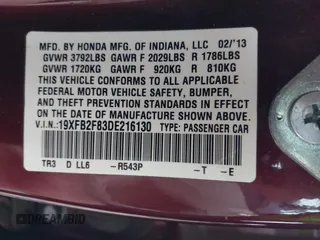 MFD. BY HONDA MFG. OF INDIANA, LLC 02/'13
GVWR 3792LBS GAWR F 2029LBS R 1786LBS
GVWR 1720KG GAWR F 920KG R 810KG
THIS VEHICLE CONFORMS TO ALL APPLICABLE
FEDERAL MOTOR VEHICLE SAFETY, BUMPER,
AND THEFT PREVENTION STANDARDS IN EFFECT
ON THE DATE OF MANUFACTURE SHOWN ABOVE.
V.I.N.: 19XFB2F83DE216130 TYPE: PASSENGER CAR
TR3 D LL6 -R543P -T -E
DREAMBID